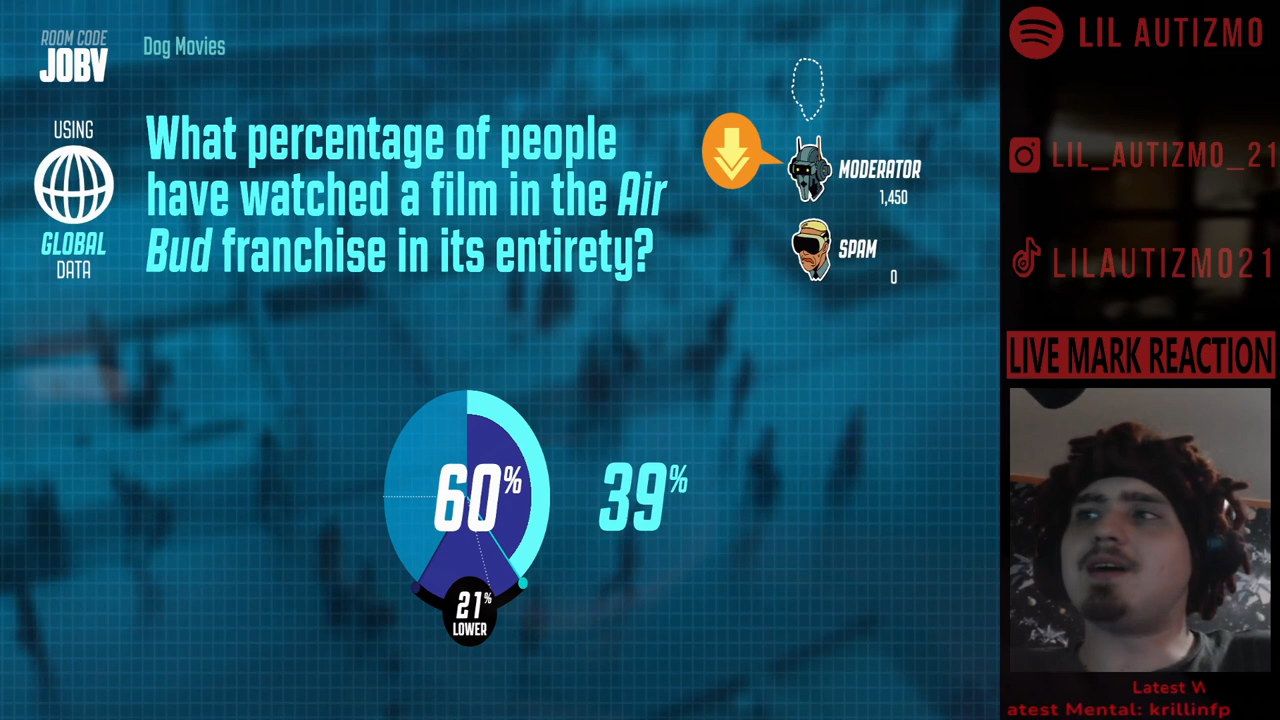 ROOM CODE
JOBV
Dog Movies
USING
GLOBAL
DATA
What percentage of people
have watched a film in the Air
Bud franchise in its entirety?
MODERATOR
1,450
SPAM
0
60%
39%
21%
LOWER
LIL AUTIZMO
LIL_AUTIZMO_21
LILAUTIZMO21
LIVE MARK REACTION
Latest
atest Mental: krillinfp